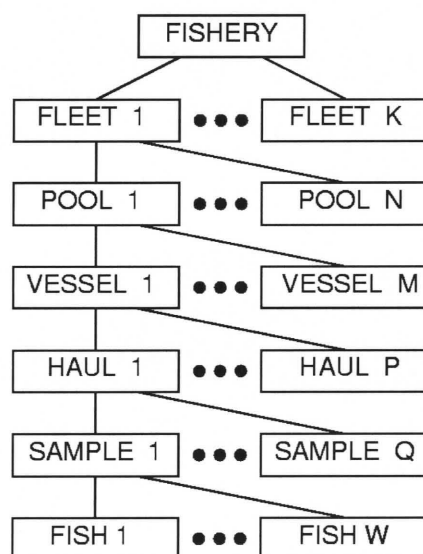 FISHERY
FLEET 1 ●●● FLEET K
POOL 1 ●●● POOL N
VESSEL 1 ●●● VESSEL M
HAUL 1 ●●● HAUL P
SAMPLE 1 ●●● SAMPLE Q
FISH 1 ●●● FISH W